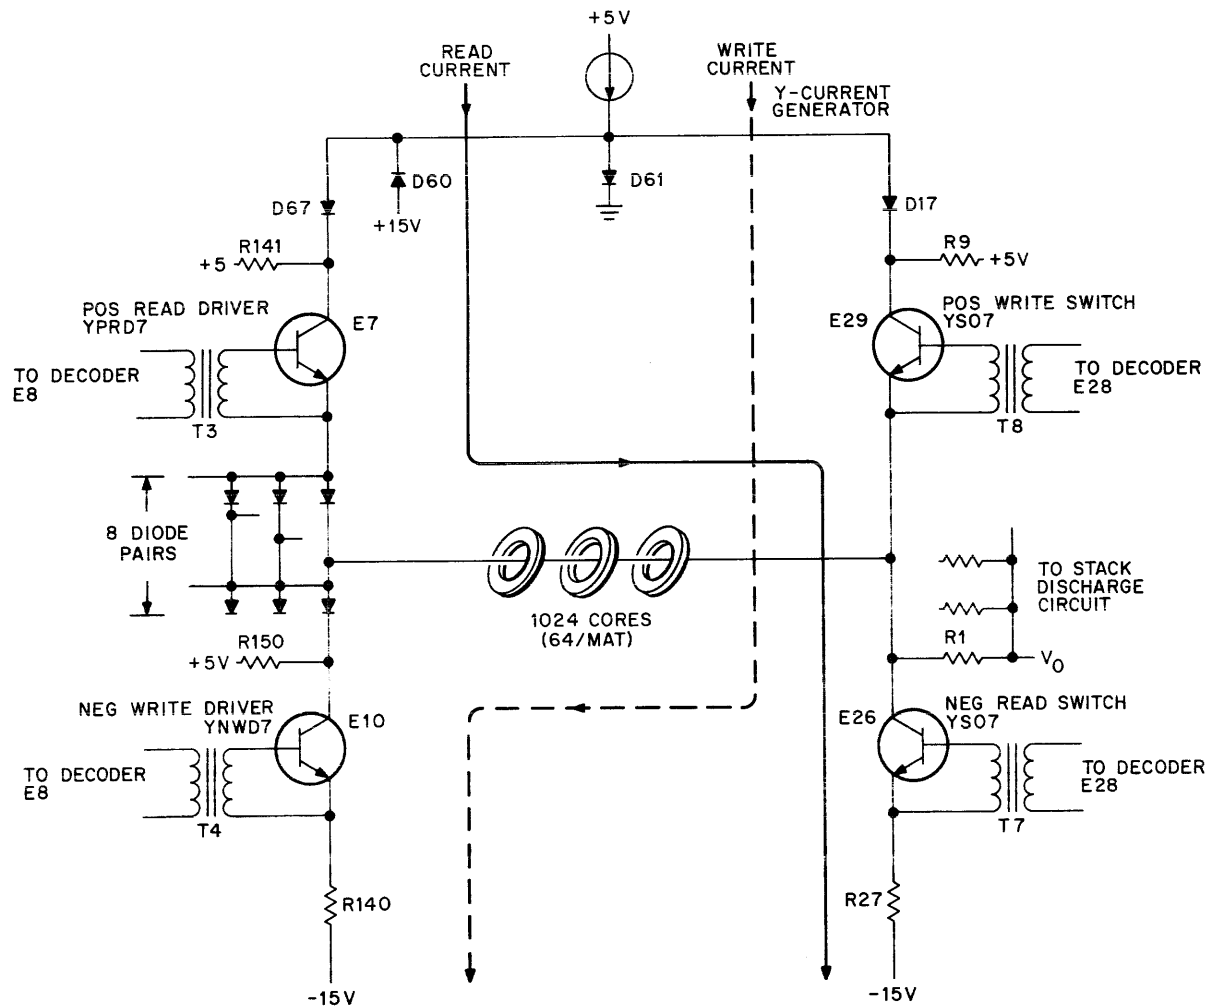 +5V
READ
CURRENT
WRITE
CURRENT
Y-CURRENT
GENERATOR
D60
D61
+15V
D67
D17
R141
+5
R9
+5V
POS READ DRIVER
YPRD7
E7
E29
POS WRITE SWITCH
YS07
TO DECODER
E8
T3
T8
TO DECODER
E28
8 DIODE
PAIRS
1024 CORES
(64/MAT)
TO STACK
DISCHARGE
CIRCUIT
R150
+5V
R1
V0
NEG WRITE DRIVER
YNWD7
E10
E26
NEG READ SWITCH
YS07
TO DECODER
E8
T4
T7
TO DECODER
E28
R140
R27
-15V
-15V